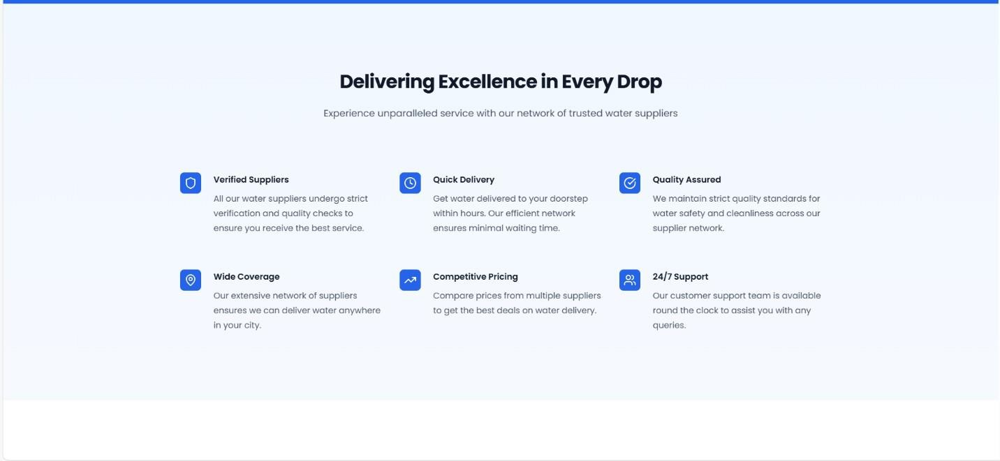 Delivering Excellence in Every Drop
Experience unparalleled service with our network of trusted water suppliers
Verified Suppliers
All our water suppliers undergo strict
verification and quality checks to
ensure you receive the best service.
Quick Delivery
Get water delivered to your doorstep
within hours. Our efficient network
ensures minimal waiting time.
Quality Assured
We maintain strict quality standards for
water safety and cleanliness across our
supplier network.
Wide Coverage
Our extensive network of suppliers
ensures we can deliver water anywhere
in your city.
Competitive Pricing
Compare prices from multiple suppliers
to get the best deals on water delivery.
24/7 Support
Our customer support team is available
round the clock to assist you with any
queries.